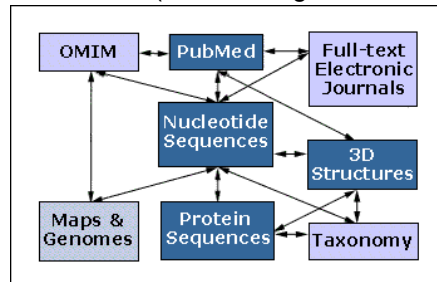 OMIM
PubMed
Full-text
Electronic
Journals
Nucleotide
Sequences
3D
Structures
Maps &
Genomes
Protein
Sequences
Taxonomy